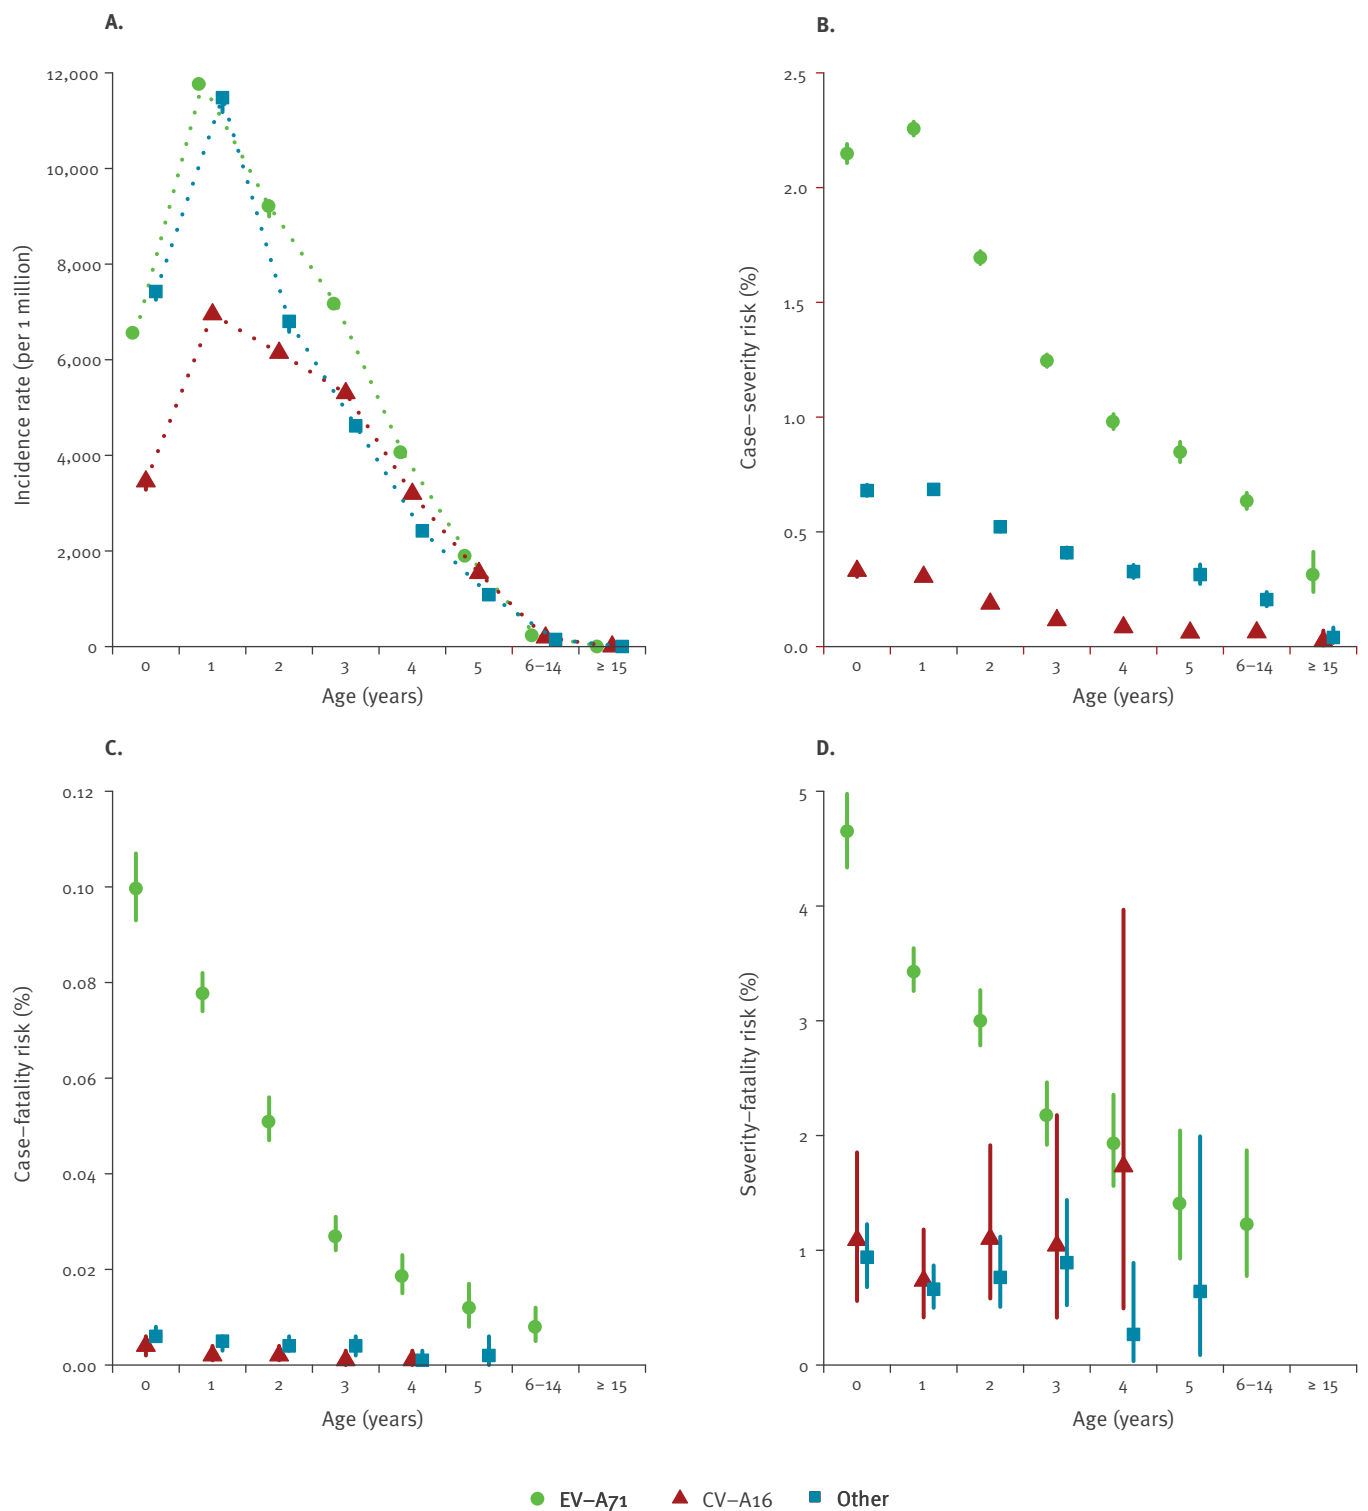 A.
12,000
10,000
8,000
6,000
4,000
2,000
0
Incidence rate (per 1 million)
0 1 2 3 4 5 6–14 ≥ 15
Age (years)
B.
2.5
2.0
1.5
1.0
0.5
0.0
Case–severity risk (%)
0 1 2 3 4 5 6–14 ≥ 15
Age (years)
C.
0.12
0.10
0.08
0.06
0.04
0.02
0.00
Case–fatality risk (%)
0 1 2 3 4 5 6–14 ≥ 15
Age (years)
D.
5
4
3
2
1
0
Severity–fatality risk (%)
0 1 2 3 4 5 6–14 ≥ 15
Age (years)
EV–A71 CV–A16 Other